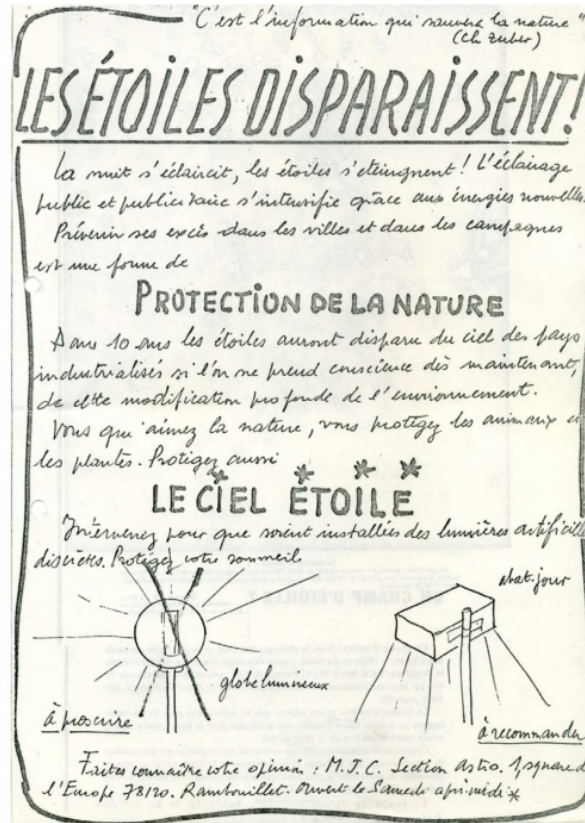 "C'est l'information qui sauvera la nature"
(Ch Zuber)
LES ÉTOILES DISPARAISSENT!
La nuit s'éclaircit, les étoiles s'éteingnent! L'éclairage
public et publicitaire s'intensifie grâce aux énergies nouvelles.
Prévenir ses excès dans les villes et dans les campagnes
est une forme de
PROTECTION DE LA NATURE
Dans 10 ans les étoiles auront disparu du ciel des pays
industrialisés si l'on ne prend conscience dès maintenant,
de cette modification profonde de l'environnement.
Vous qui aimez la nature, vous protégez les animaux et
les plantes. Protégez aussi
LE CIEL ÉTOILE
Intervenez pour que soient installées des lumières artificiell
discrètes. Protégez votre sommeil
abat-jour
globe lumineux
à proscrire
à recommander
Faites connaître votre opinion : M.J.C. Section Astro. 1, square d
l'Europe 78120. Rambouillet. Ouvert le Samedi après-midi *
UN CHAMP D'ÉTOILES ?